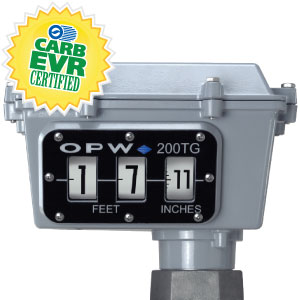 CARB
EVR
CERTIFIED
OPW 200TG
1 7 11
FEET INCHES